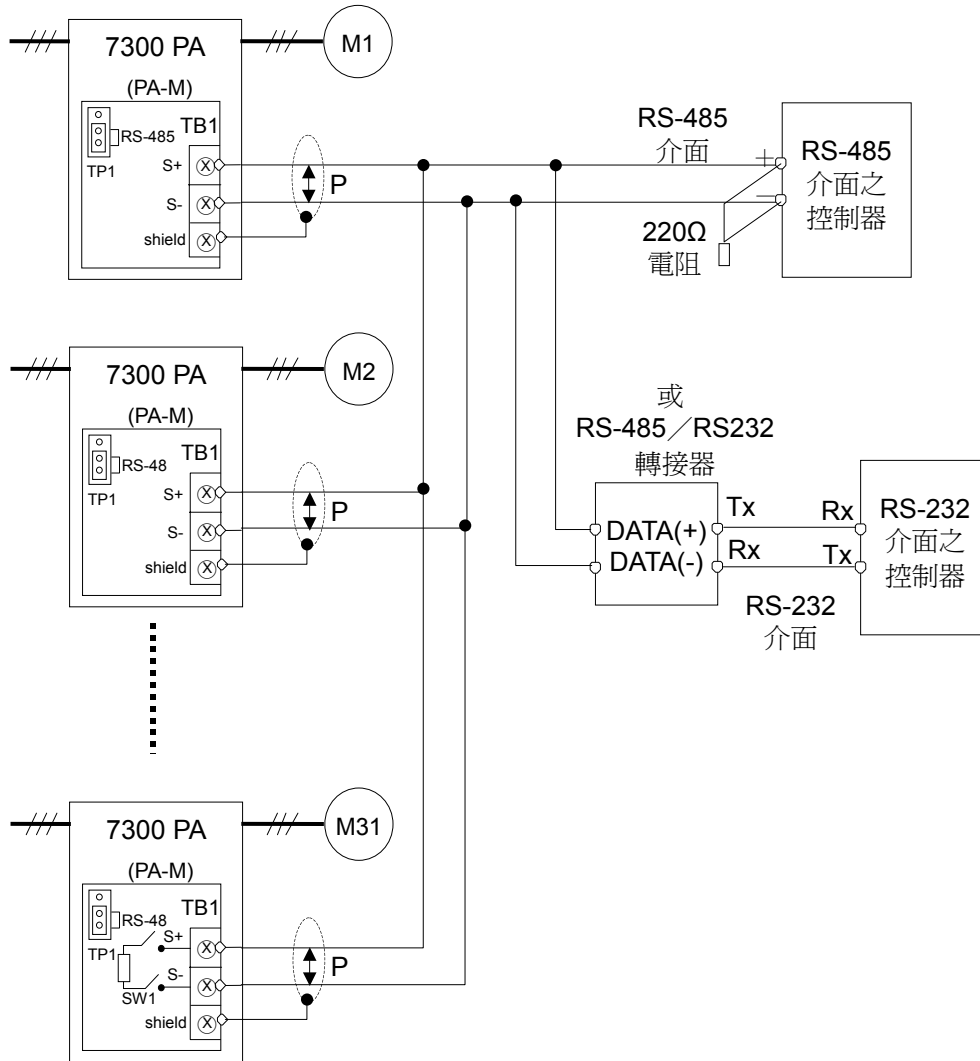 7300 PA
M1
(PA-M)
TB1
RS-485
TP1
S+
S-
shield
P
RS-485
介面
RS-485
介面之
控制器
+
−
220Ω
電阻
7300 PA
M2
(PA-M)
TB1
RS-48
TP1
S+
S-
shield
P
或
RS-485／RS232
轉接器
DATA(+)
DATA(-)
Tx
Rx
Rx
Tx
RS-232
介面
RS-232
介面之
控制器
7300 PA
M31
(PA-M)
TB1
RS-48
TP1
S+
S-
SW1
shield
P